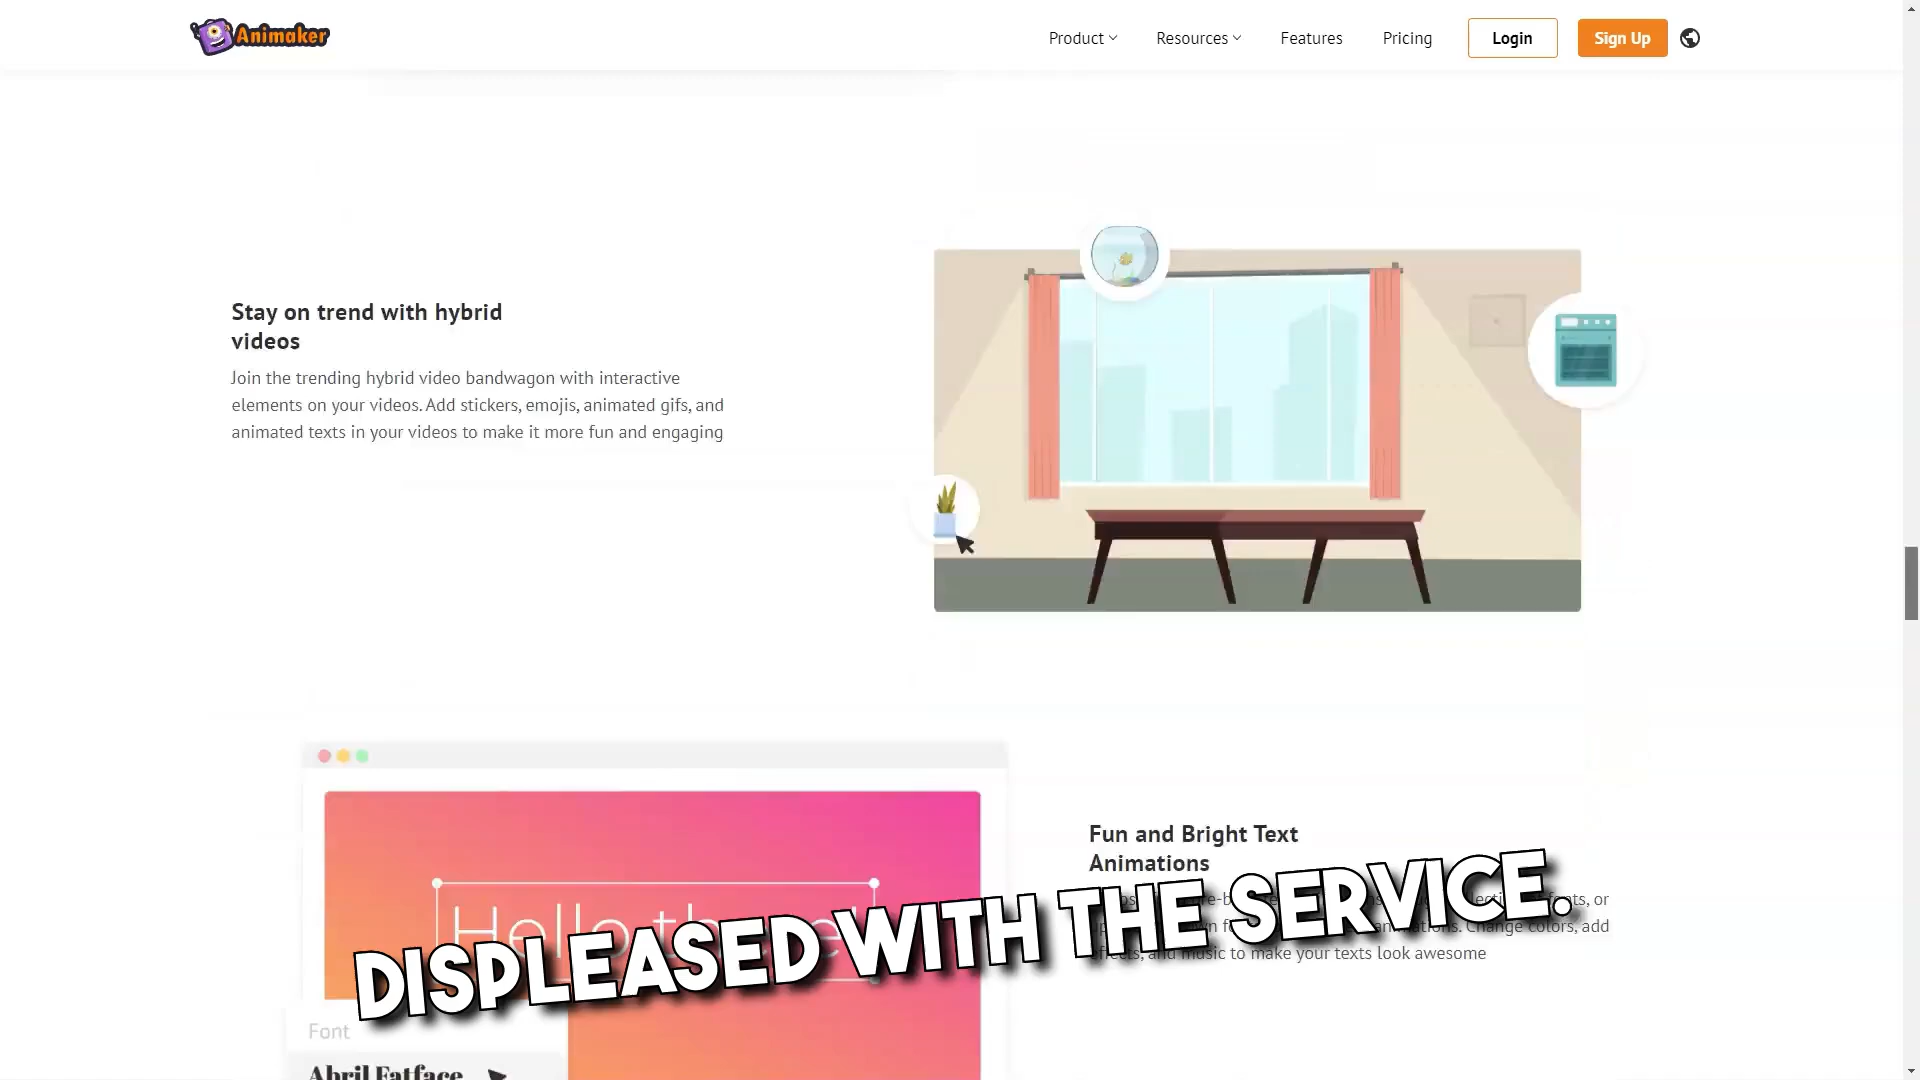 Animaker
Product
Resources
Features
Pricing
Login
Sign Up
Stay on trend with hybrid
videos
Join the trending hybrid video bandwagon with interactive
elements on your videos. Add stickers, emojis, animated gifs, and
animated texts in your videos to make it more fun and engaging
Fun and Bright Text
Animations
fonts, or
Change colors, add
effects, and music to make your texts look awesome
Hello
DISPLEASED WITH THE SERVICE.
Font
Abril Fatface